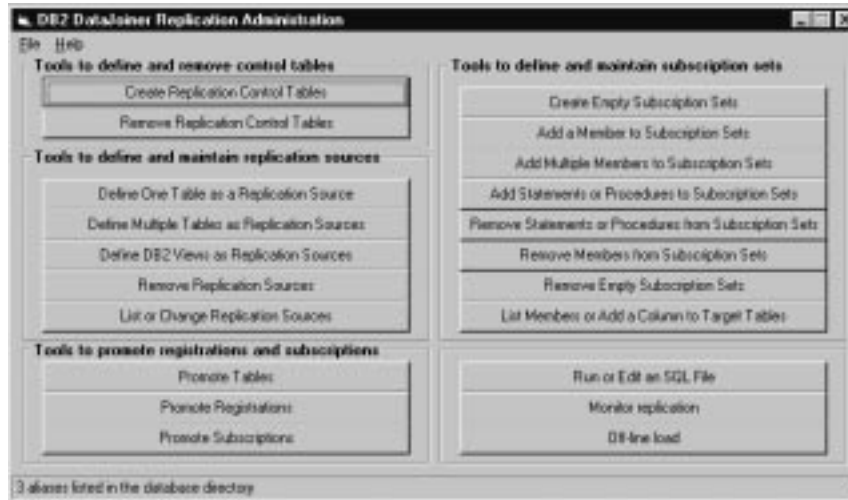 DB2 DataJoiner Replication Administration
File Help
Tools to define and remove control tables
Create Replication Control Tables
Remove Replication Control Tables
Tools to define and maintain replication sources
Define One Table as a Replication Source
Define Multiple Tables as Replication Sources
Define DB2 Views as Replication Sources
Remove Replication Sources
List or Change Replication Sources
Tools to promote registrations and subscriptions
Promote Tables
Promote Registrations
Promote Subscriptions
Tools to define and maintain subscription sets
Create Empty Subscription Sets
Add a Member to Subscription Sets
Add Multiple Members to Subscription Sets
Add Statements or Procedures to Subscription Sets
Remove Statements or Procedures from Subscription Sets
Remove Members from Subscription Sets
Remove Empty Subscription Sets
List Members or Add a Column to Target Tables
Run or Edit an SQL File
Monitor replication
Off-line load
3 aliases listed in the database directory